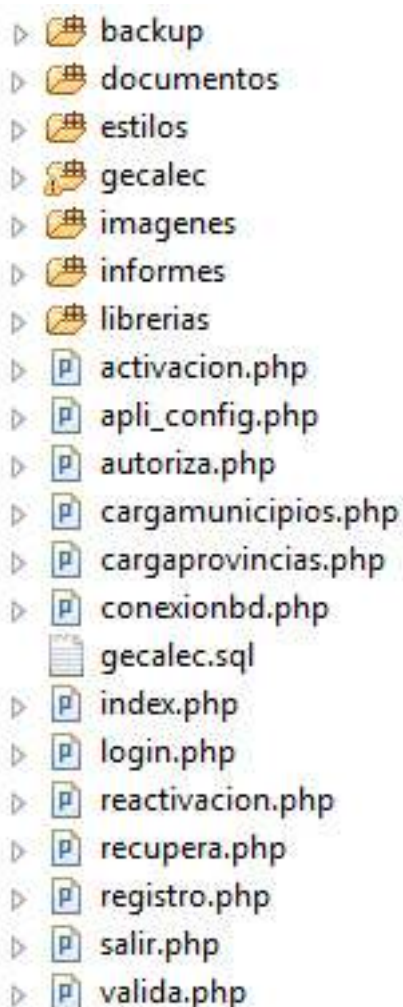 backup
documentos
estilos
gecalec
imagenes
informes
librerias
activacion.php
apli_config.php
autoriza.php
cargamunicipios.php
cargaprovincias.php
conexionbd.php
gecalec.sql
index.php
login.php
reactivacion.php
recupera.php
registro.php
salir.php
valida.php